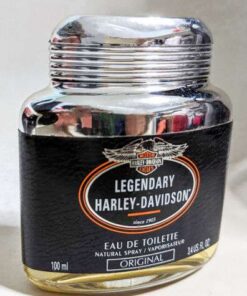 HARLEY-DAVIDSON
LEGENDARY
HARLEY-DAVIDSON
since 1903
EAU DE TOILETTE
NATURAL SPRAY / VAPORISATEUR
ORIGINAL
100 ml
3.4 US FL. OZ.